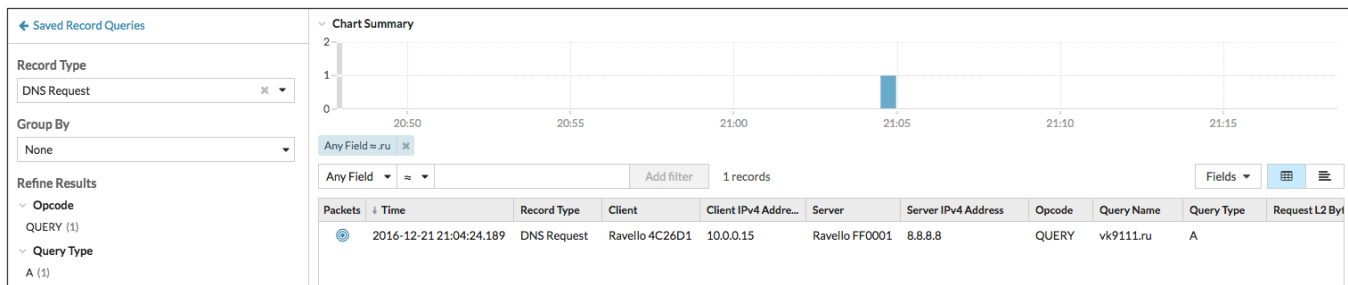 ← Saved Record Queries
Record Type
DNS Request
Group By
None
Refine Results
Opcode
QUERY (1)
Query Type
A (1)
Chart Summary
2
1
0
20:50 20:55 21:00 21:05 21:10 21:15
Any Field ≈ .ru ×
Any Field ≈ Add filter 1 records Fields
Packets ↓ Time Record Type Client Client IPv4 Addre... Server Server IPv4 Address Opcode Query Name Query Type Request L2 Byt
2016-12-21 21:04:24.189 DNS Request Ravello 4C26D1 10.0.0.15 Ravello FF0001 8.8.8.8 QUERY vk9111.ru A